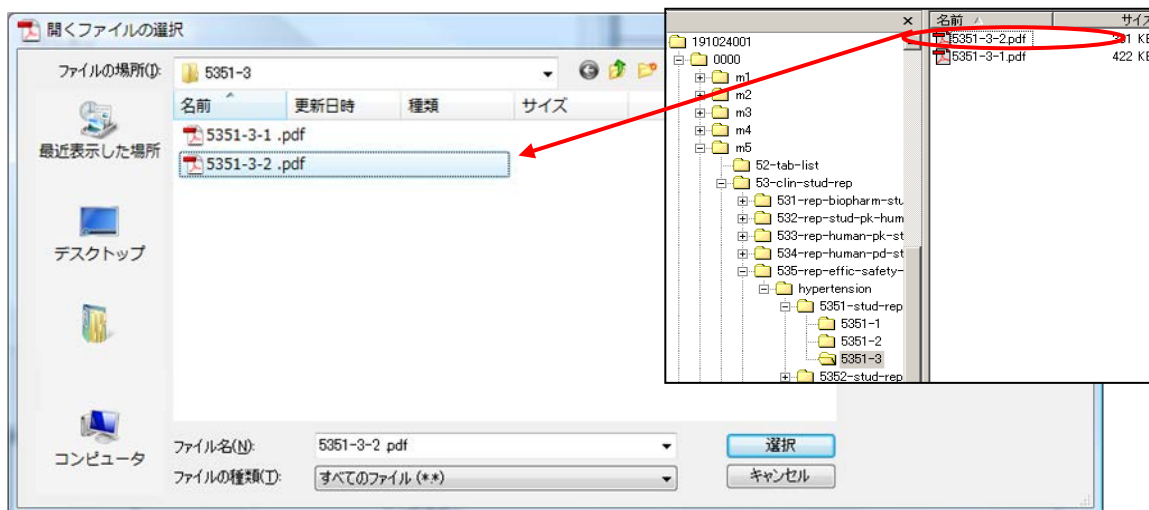 開くファイルの選択
ファイルの場所(I):
5351-3
名前 更新日時 種類 サイズ
5351-3-1 .pdf
5351-3-2 .pdf
最近表示した場所
デスクトップ
コンピュータ
ファイル名(N):
5351-3-2 pdf
選択
ファイルの種類(T):
すべてのファイル (*.*)
キャンセル
191024001
0000
m1
m2
m3
m4
m5
52-tab-list
53-clin-stud-rep
531-rep-biopharm-stu
532-rep-stud-pk-hum
533-rep-human-pk-st
534-rep-human-pd-st
535-rep-effic-safety-
hypertension
5351-stud-rep
5351-1
5351-2
5351-3
5352-stud-rep
名前 サイズ
5351-3-2.pdf
5351-3-1.pdf 422 KB